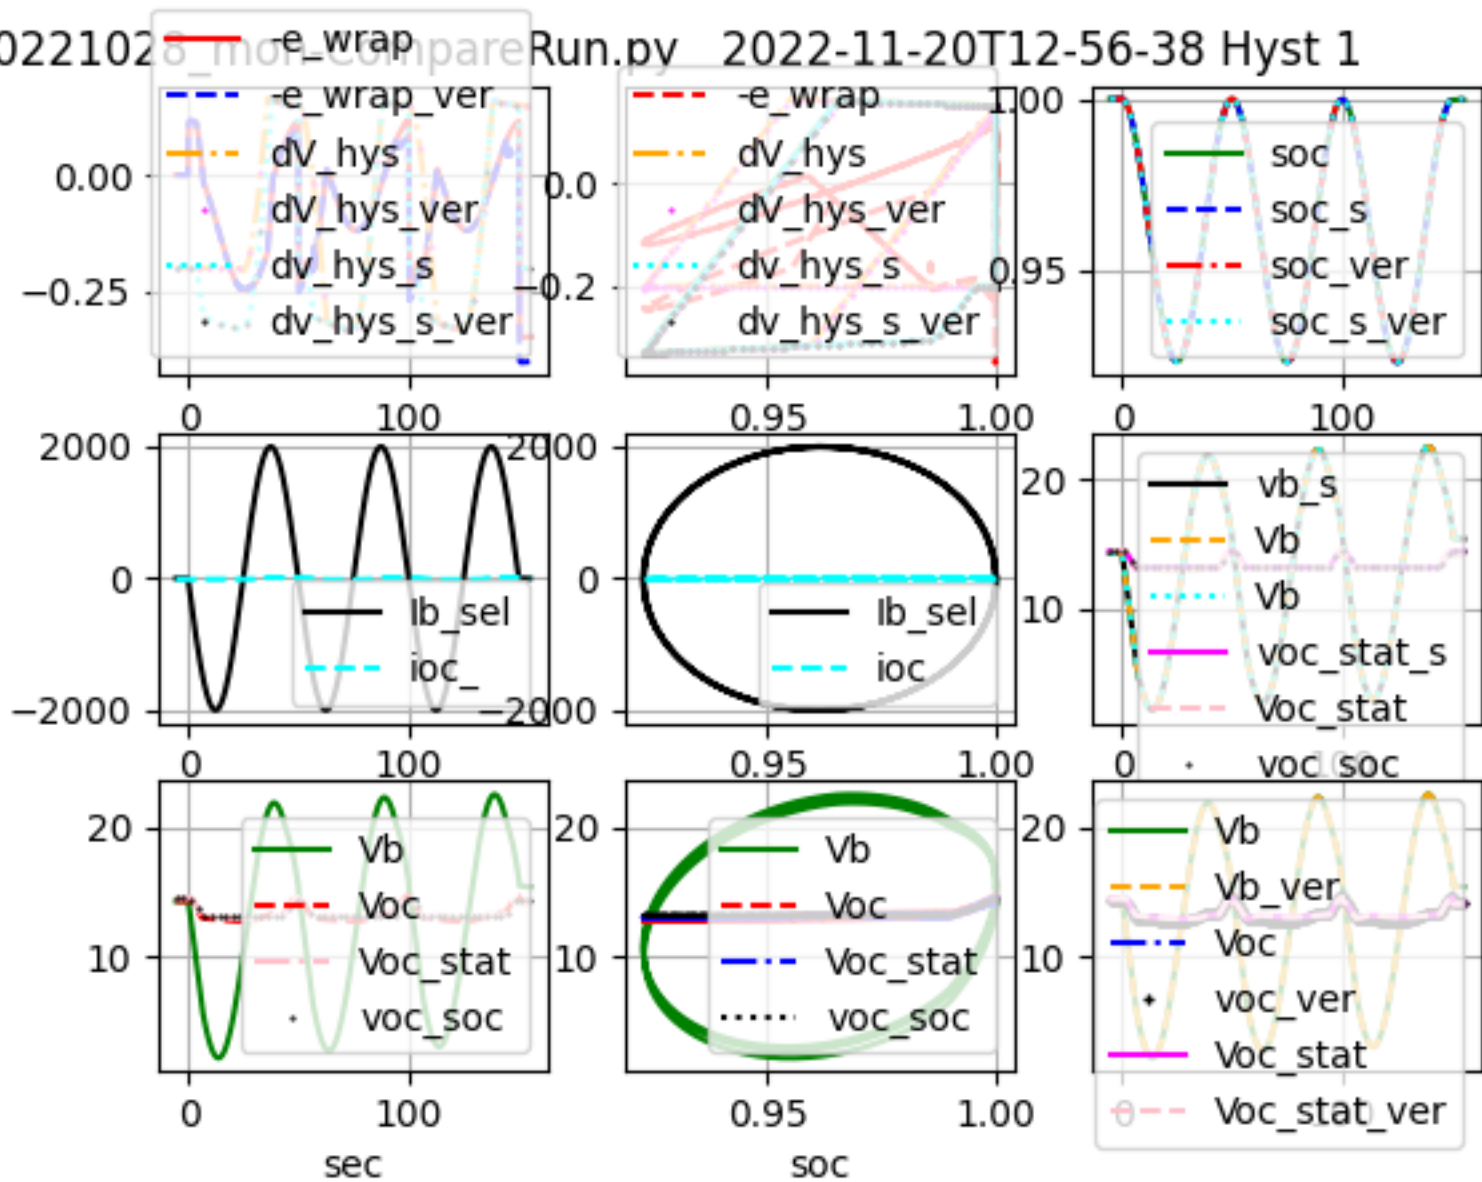 0221028_mon-CompareRun.py 2022-11-20T12-56-38 Hyst 1
-e_wrap
-e_wrap_ver
dV_hys
dV_hys_ver
dv_hys_s
dv_hys_s_ver
0.00
−0.25
0
100
-e_wrap
dV_hys
dV_hys_ver
dv_hys_s
dv_hys_s_ver
0.0
−0.2
0.95
1.00
soc
soc_s
soc_ver
soc_s_ver
1.00
0.95
0
100
2000
0
−2000
Ib_sel
ioc_
0
100
2000
0
−2000
Ib_sel
ioc
0.95
1.00
20
10
vb_s
Vb
Vb
voc_stat_s
Voc_stat
voc_soc
0
100
20
10
Vb
Voc
Voc_stat
voc_soc
0
100
sec
20
10
Vb
Voc
Voc_stat
voc_soc
0.95
1.00
soc
20
10
Vb
Vb_ver
Voc
voc_ver
Voc_stat
Voc_stat_ver
0
100